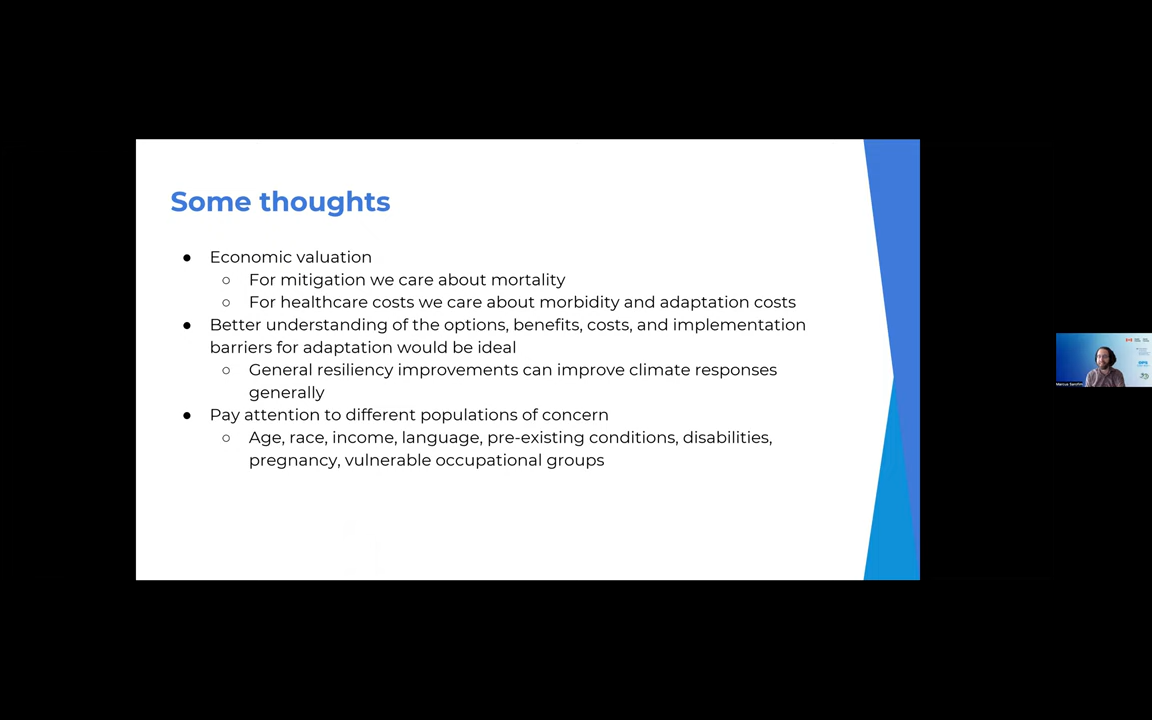 Some thoughts
● Economic valuation
○ For mitigation we care about mortality
○ For healthcare costs we care about morbidity and adaptation costs
● Better understanding of the options, benefits, costs, and implementation
barriers for adaptation would be ideal
○ General resiliency improvements can improve climate responses
generally
● Pay attention to different populations of concern
○ Age, race, income, language, pre-existing conditions, disabilities,
pregnancy, vulnerable occupational groups
Marcus Sarofim